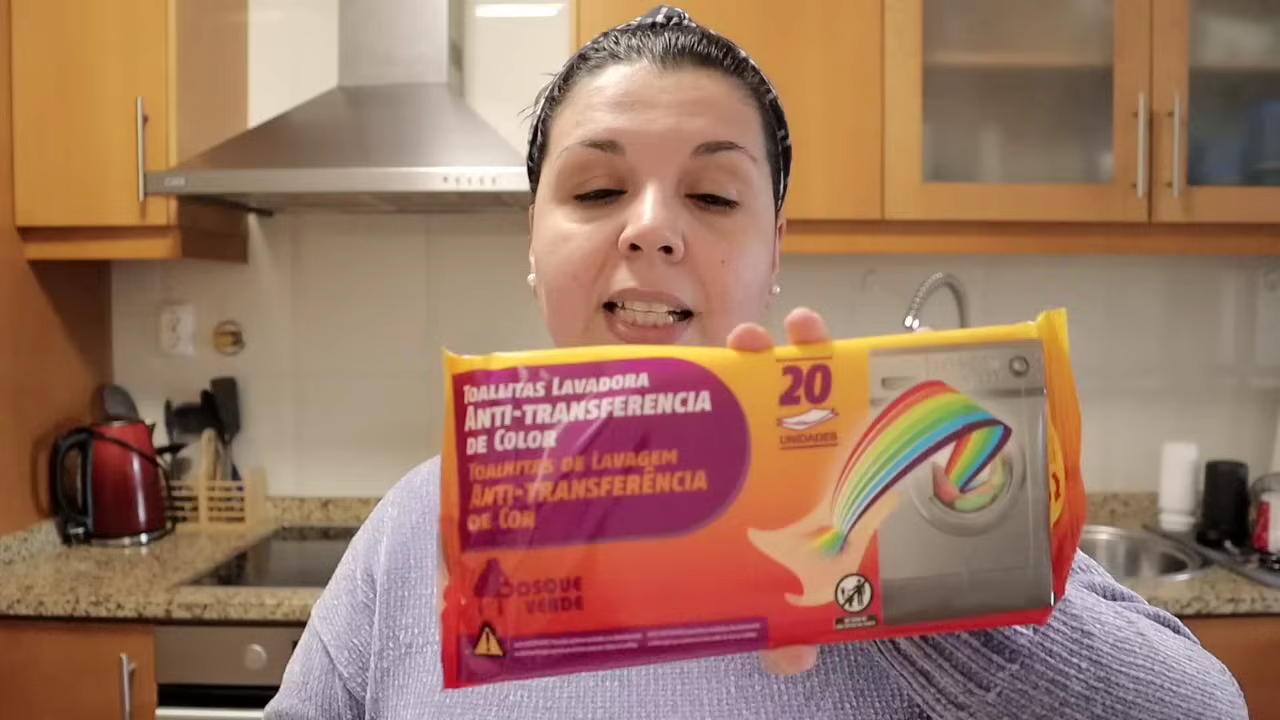 Toallitas Lavadora
Anti-transferencia
de Color
Toalhitas de Lavagem
Anti-transferência
de Cor
20
UNIDADES
Bosque
Verde